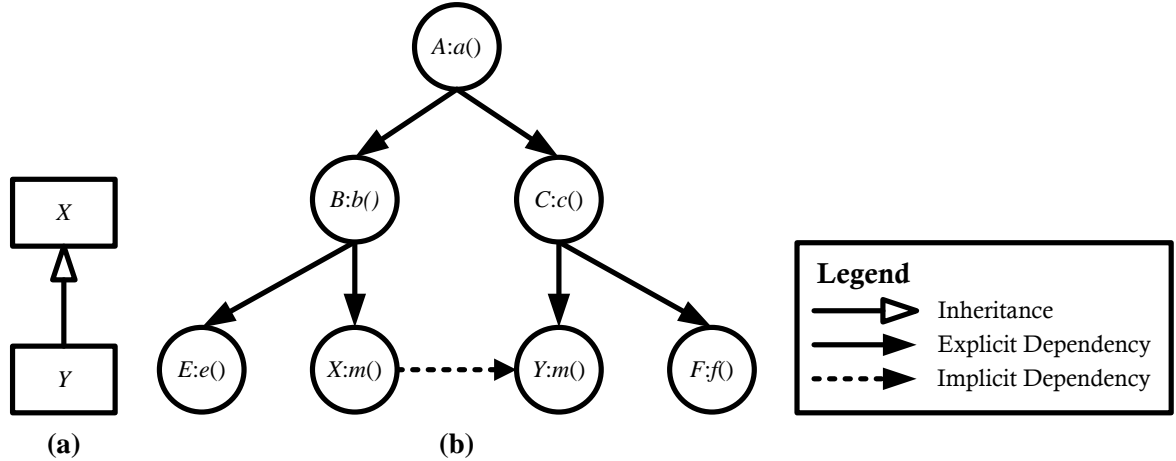 A:a()
B:b()
C:c()
X
Y
E:e()
X:m()
Y:m()
F:f()
Legend
Inheritance
Explicit Dependency
Implicit Dependency
(a)
(b)